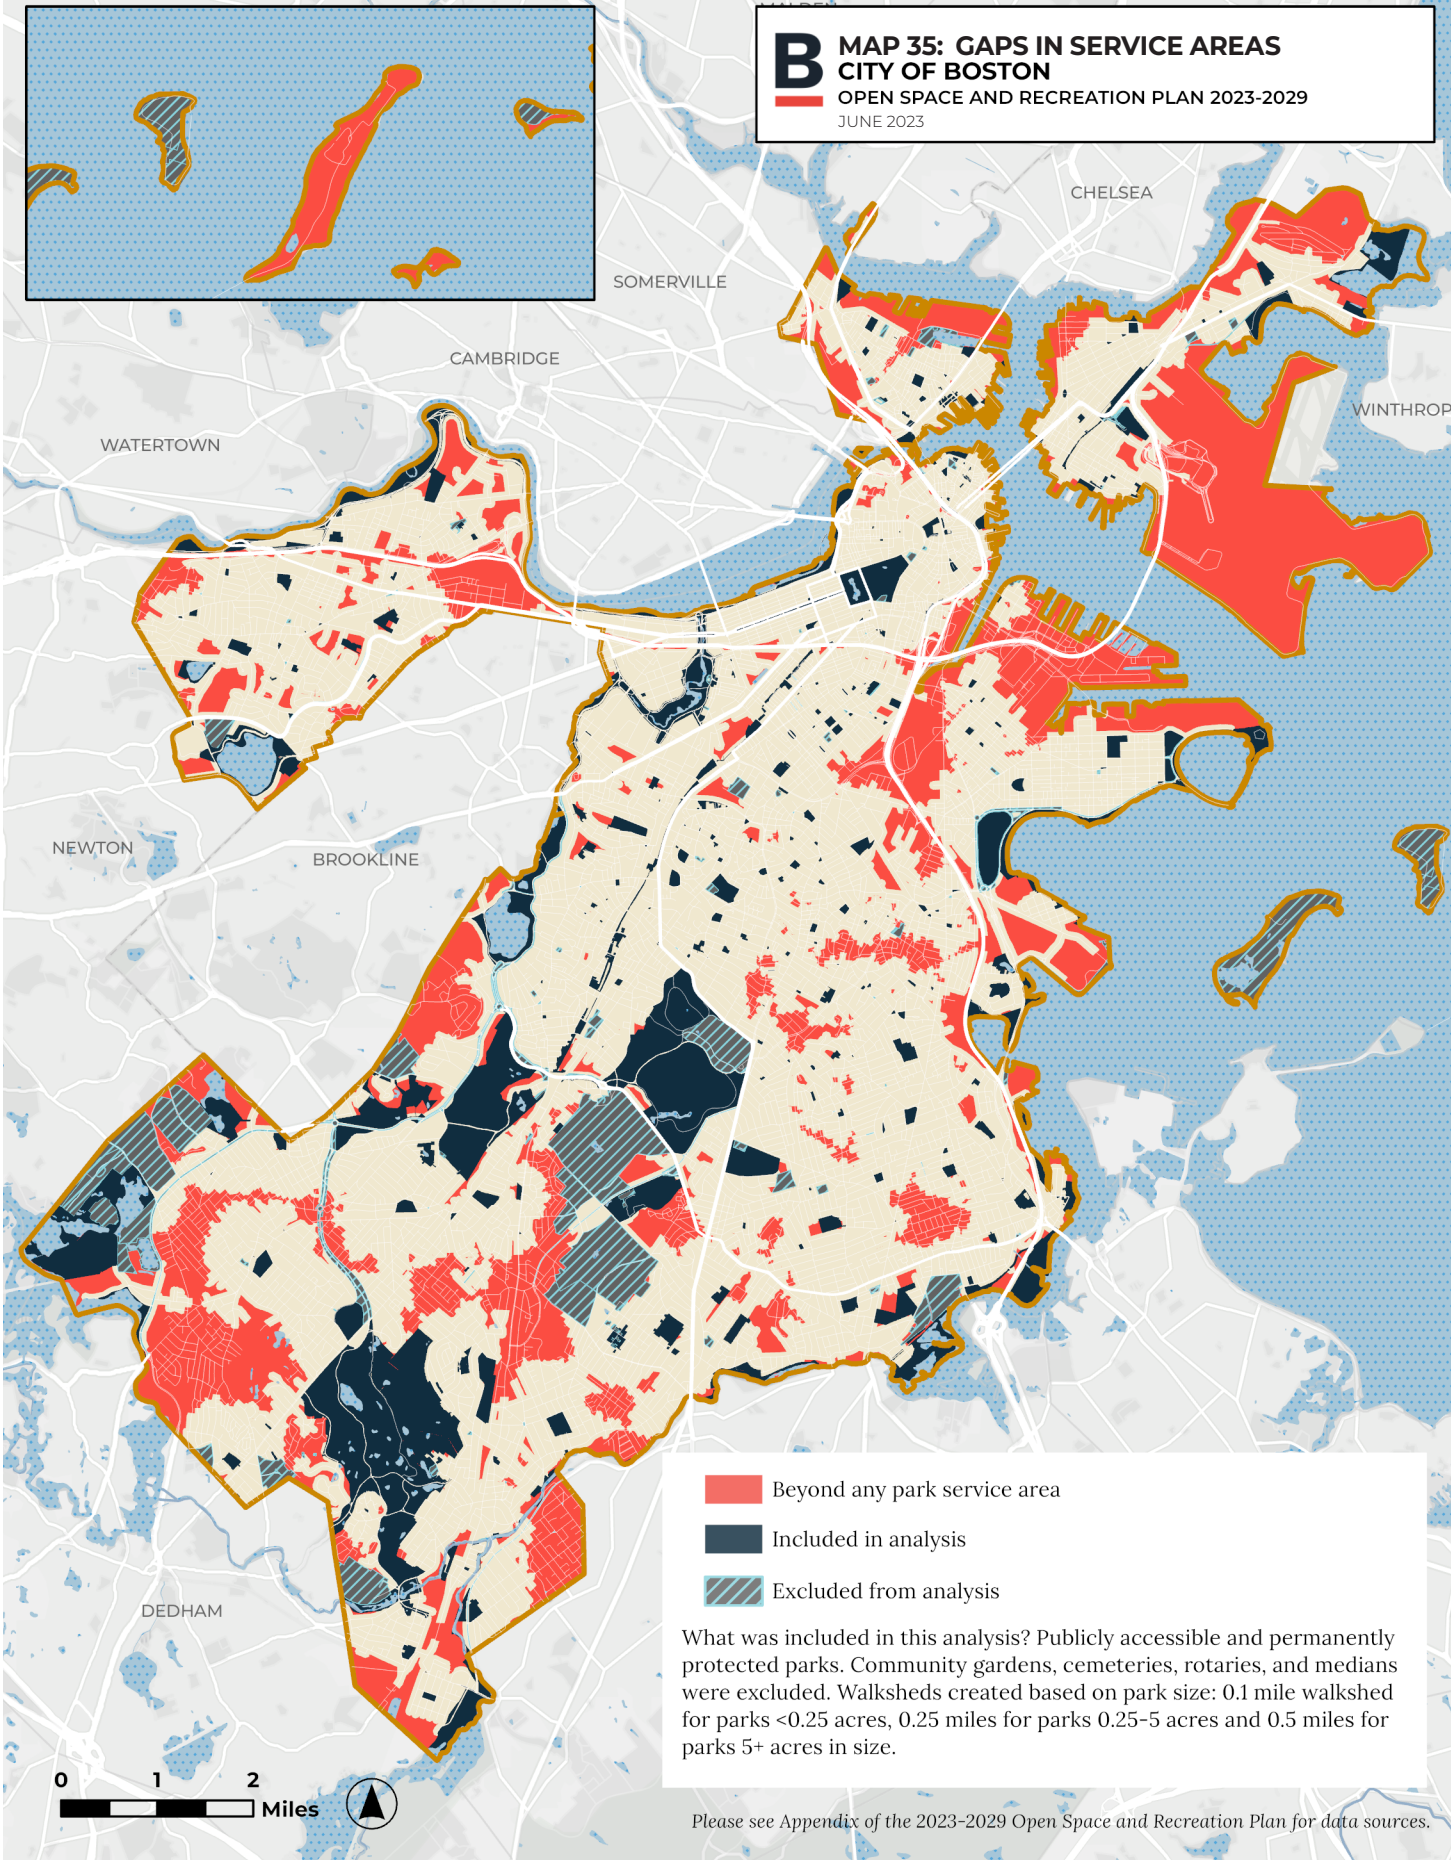 B
MAP 35: GAPS IN SERVICE AREAS
CITY OF BOSTON
OPEN SPACE AND RECREATION PLAN 2023-2029
JUNE 2023
CHELSEA
SOMERVILLE
CAMBRIDGE
WINTHROP
WATERTOWN
NEWTON
BROOKLINE
DEDHAM
Beyond any park service area
Included in analysis
Excluded from analysis
What was included in this analysis? Publicly accessible and permanently
protected parks. Community gardens, cemeteries, rotaries, and medians
were excluded. Walksheds created based on park size: 0.1 mile walkshed
for parks <0.25 acres, 0.25 miles for parks 0.25-5 acres and 0.5 miles for
parks 5+ acres in size.
0 1 2
Miles
Please see Appendix of the 2023-2029 Open Space and Recreation Plan for data sources.